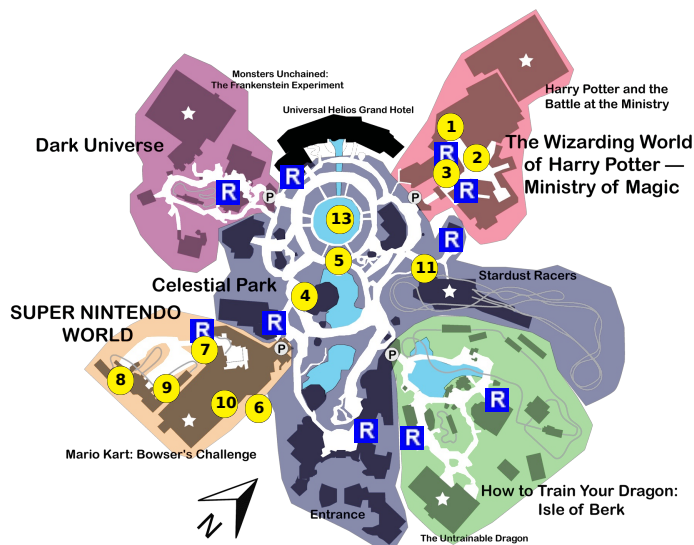 Monsters Unchained:
The Frankenstein Experiment
Universal Helios Grand Hotel
Harry Potter and the
Battle at the Ministry
Dark Universe
The Wizarding World
of Harry Potter —
Ministry of Magic
1
R
2
3
R
R
R
P
P
13
R
5
11
Celestial Park
Stardust Racers
4
SUPER NINTENDO
WORLD
R
R
7
P
P
8
9
10
6
R
R
R
Mario Kart: Bowser's Challenge
How to Train Your Dragon:
Isle of Berk
N
Entrance
The Untrainable Dragon